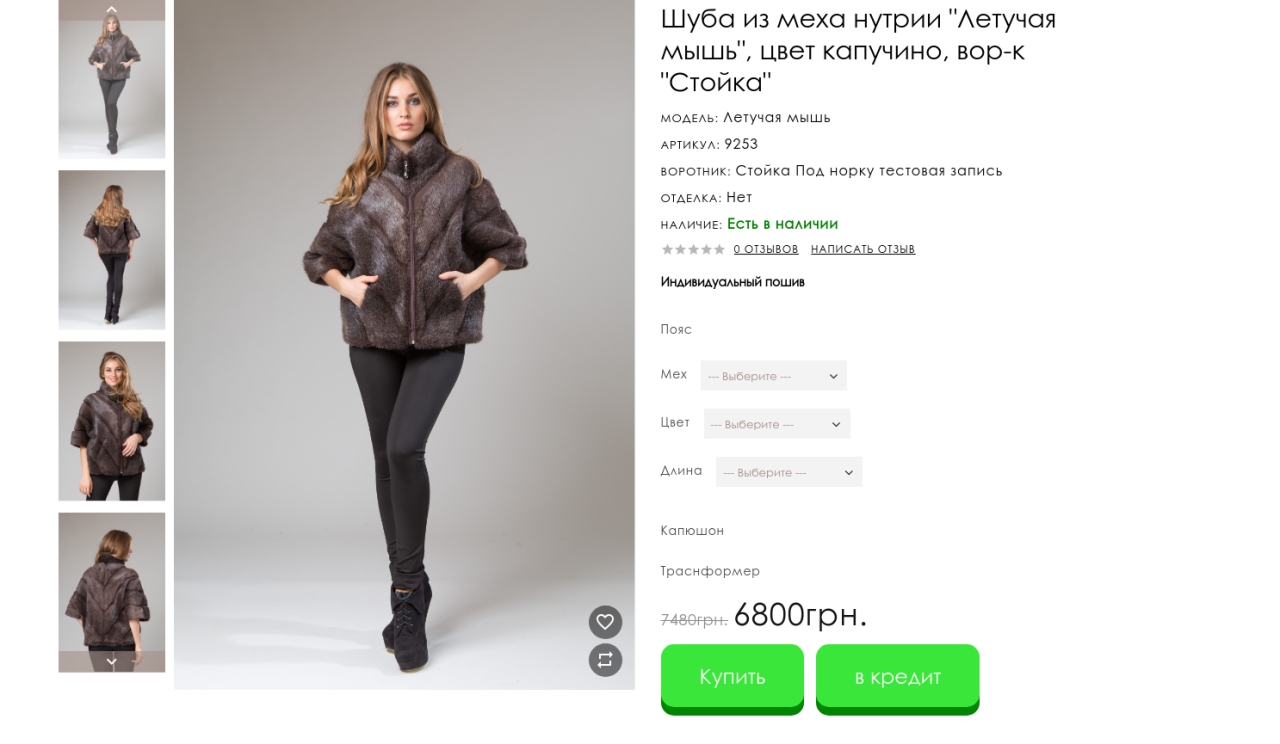 Шуба из меха нутрии "Летучая
мышь", цвет капучино, вор-к
"Стойка"
МОДЕЛЬ: Летучая мышь
АРТИКУЛ: 9253
ВОРОТНИК: Стойка Под норку тестовая запись
ОТДЕЛКА: Нет
НАЛИЧИЕ: Есть в наличии
0 ОТЗЫВОВ НАПИСАТЬ ОТЗЫВ
Индивидуальный пошив
Пояс
Мех --- Выберите ---
Цвет --- Выберите ---
Длина --- Выберите ---
Капюшон
Траснформер
7480грн. 6800грн.
Купить в кредит